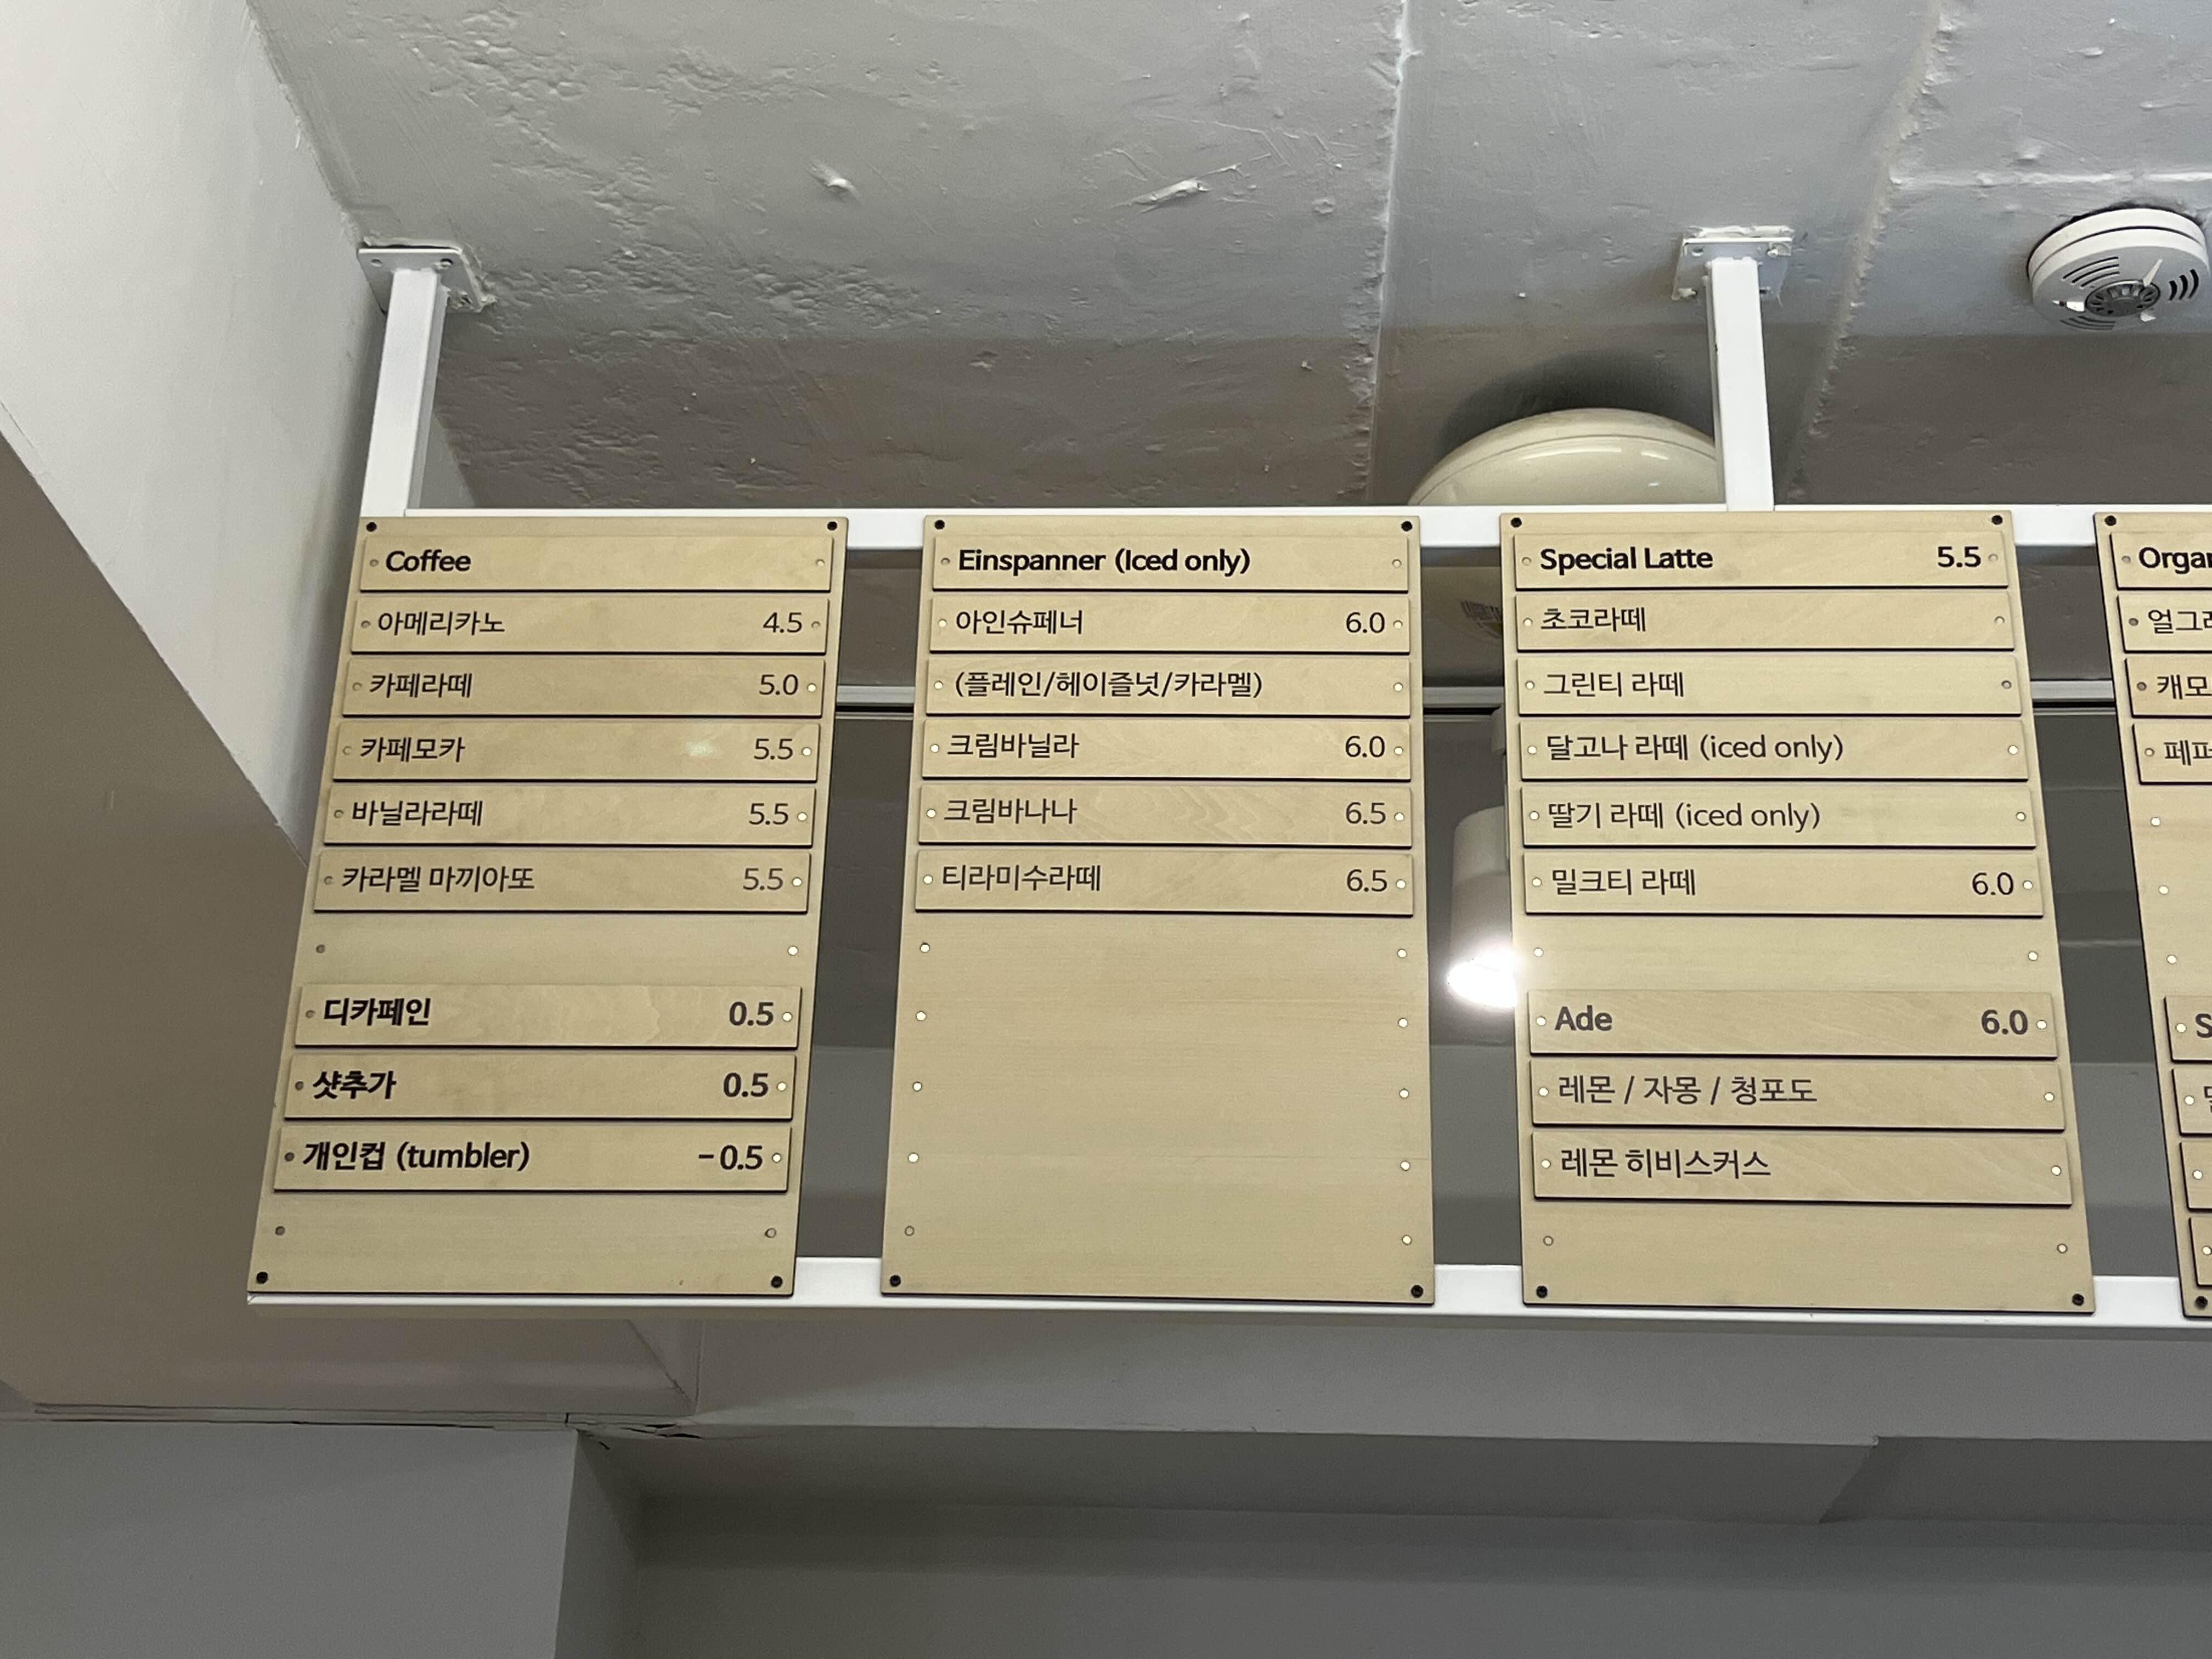 Coffee
아메리카노 4.5
카페라떼 5.0
카페모카 5.5
바닐라라떼 5.5
카라멜 마끼아또 5.5
디카페인 0.5
샷추가 0.5
개인컵 (tumbler) -0.5
Einspanner (Iced only)
아인슈페너 6.0
(플레인/헤이즐넛/카라멜)
크림바닐라 6.0
크림바나나 6.5
티라미수라떼 6.5
Special Latte 5.5
초코라떼
그린티 라떼
달고나 라떼 (iced only)
딸기 라떼 (iced only)
밀크티 라떼 6.0
Ade 6.0
레몬 / 자몽 / 청포도
레몬 히비스커스